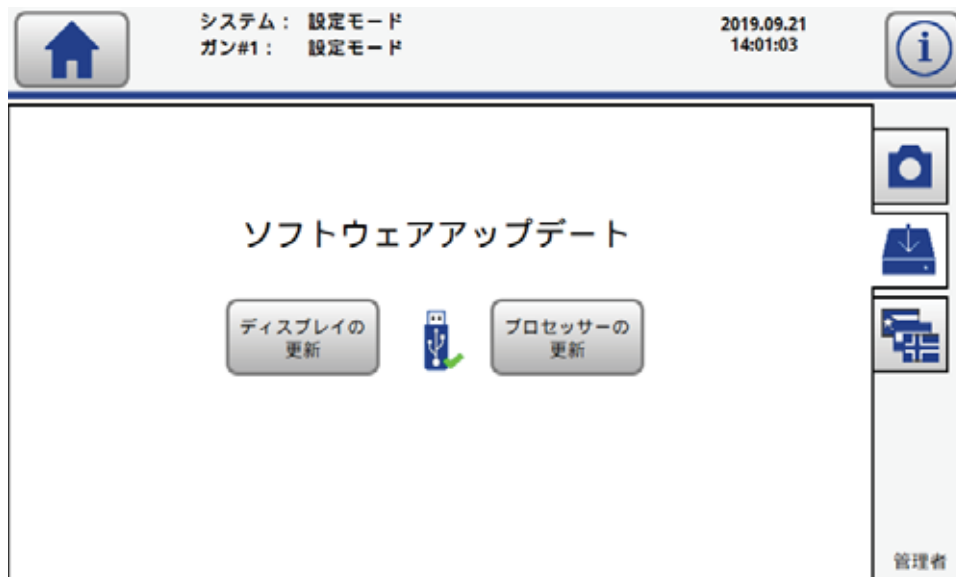 システム： 設定モード
ガン#1： 設定モード
2019.09.21
14:01:03
i
ソフトウェアアップデート
ディスプレイの
更新
プロセッサーの
更新
管理者